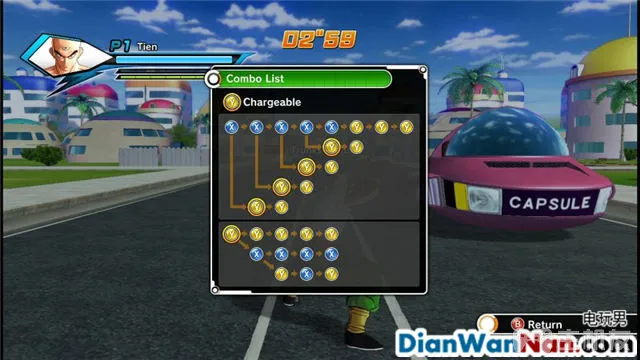 P1 Tien
02"59
Combo List
Y Chargeable
X X X X X Y Y Y
Y Y
Y Y
Y Y
Y Y
Y Y Y Y Y
X X X X
Y X Y
CAPSULE
B Return
电玩男
DianWanNan.com